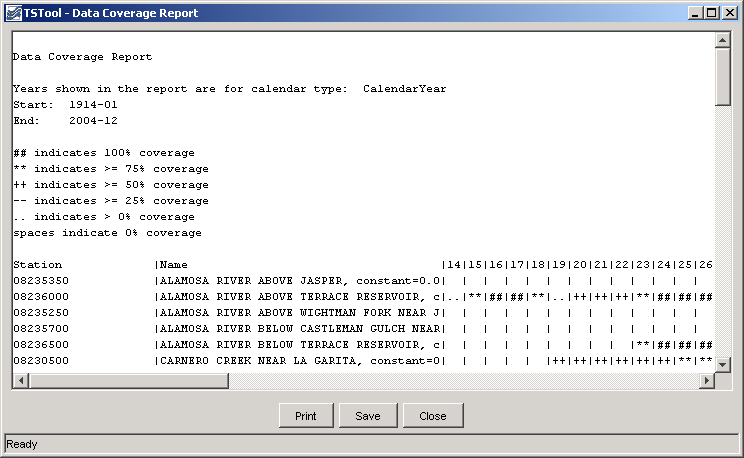 TSTool - Data Coverage Report
Data Coverage Report
Years shown in the report are for calendar type:  CalendarYear
Start:  1914-01
End:    2004-12
## indicates 100% coverage
** indicates >= 75% coverage
++ indicates >= 50% coverage
-- indicates >= 25% coverage
.. indicates > 0% coverage
spaces indicate 0% coverage
Station             |Name                                    |14|15|16|17|18|19|20|21|22|23|24|25|26
08235350            |ALAMOSA RIVER ABOVE JASPER, constant=0.0|  |  |  |  |  |  |  |  |  |  |  |  |
08236000            |ALAMOSA RIVER ABOVE TERRACE RESERVOIR, c|..|**|##|##|**|..|++|++|++|**|##|##|##
08235250            |ALAMOSA RIVER ABOVE WIGHTMAN FORK NEAR J|  |  |  |  |  |  |  |  |  |  |  |  |
08235700            |ALAMOSA RIVER BELOW CASTLEMAN GULCH NEAR|  |  |  |  |  |  |  |  |  |  |  |  |
08236500            |ALAMOSA RIVER BELOW TERRACE RESERVOIR, c|  |  |  |  |  |  |  |  |  |**|##|##|##
08230500            |CARNERO CREEK NEAR LA GARITA, constant=0|  |  |  |  |  |++|++|++|++|++|++|**|**
Print Save Close
Ready